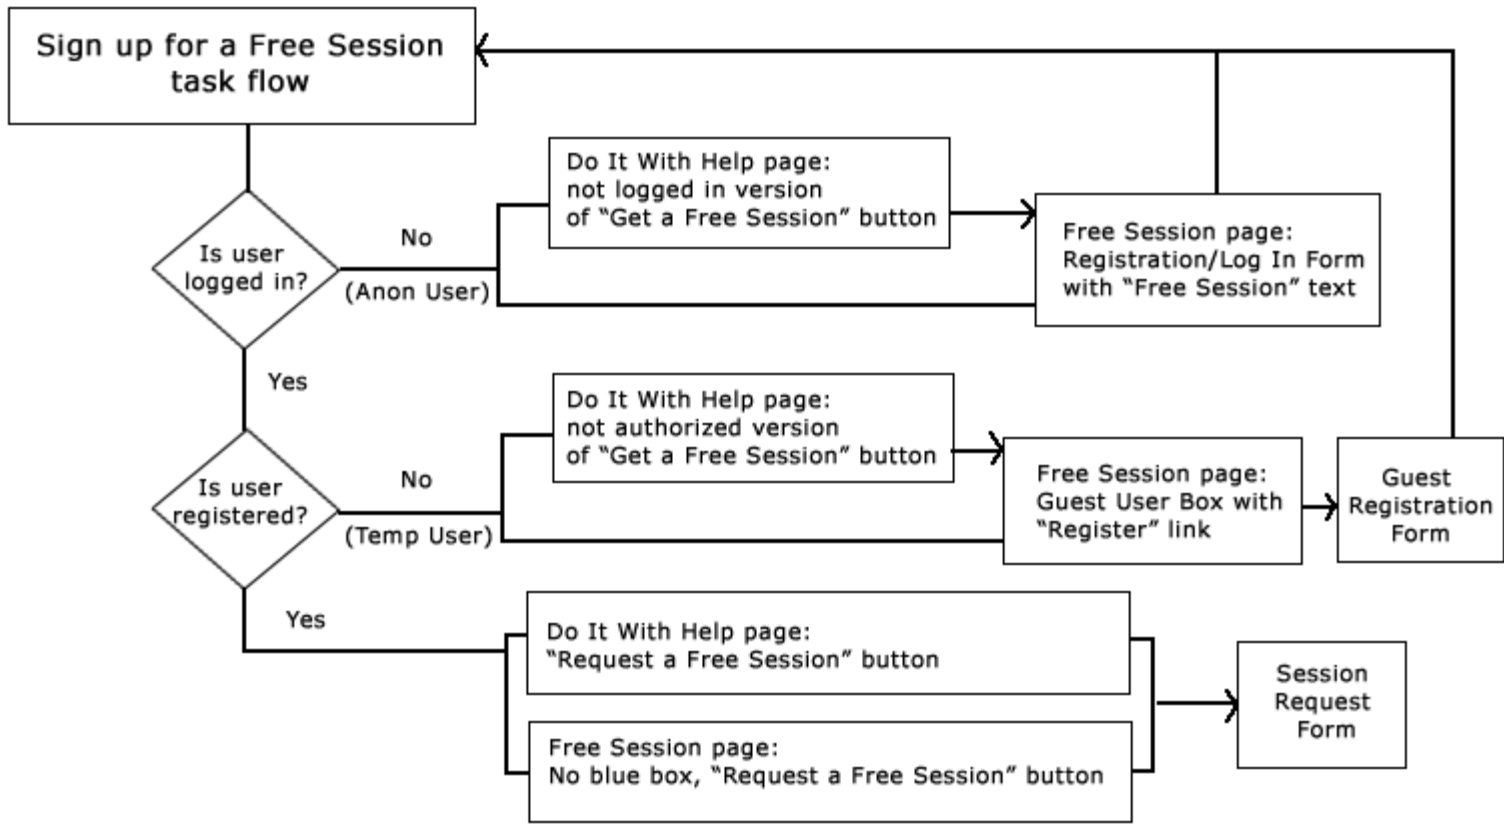 Sign up for a Free Session
task flow
Is user
logged in?
No
(Anon User)
Do It With Help page:
not logged in version
of “Get a Free Session” button
Free Session page:
Registration/Log In Form
with “Free Session” text
Yes
Is user
registered?
No
(Temp User)
Do It With Help page:
not authorized version
of “Get a Free Session” button
Free Session page:
Guest User Box with
“Register” link
Guest
Registration
Form
Yes
Do It With Help page:
“Request a Free Session” button
Free Session page:
No blue box, “Request a Free Session” button
Session
Request
Form